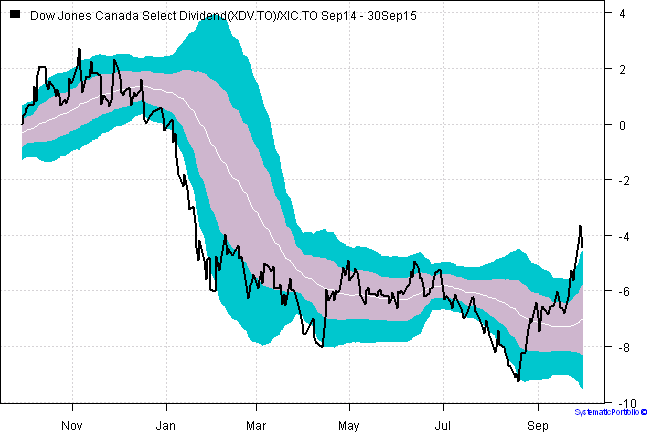 Dow Jones Canada Select Dividend(XDV.TO)/XIC.TO Sep14 - 30Sep15
4
2
0
-2
-4
-6
-8
-10
SystematicPortfolio ©
Nov Jan Mar May Jul Sep